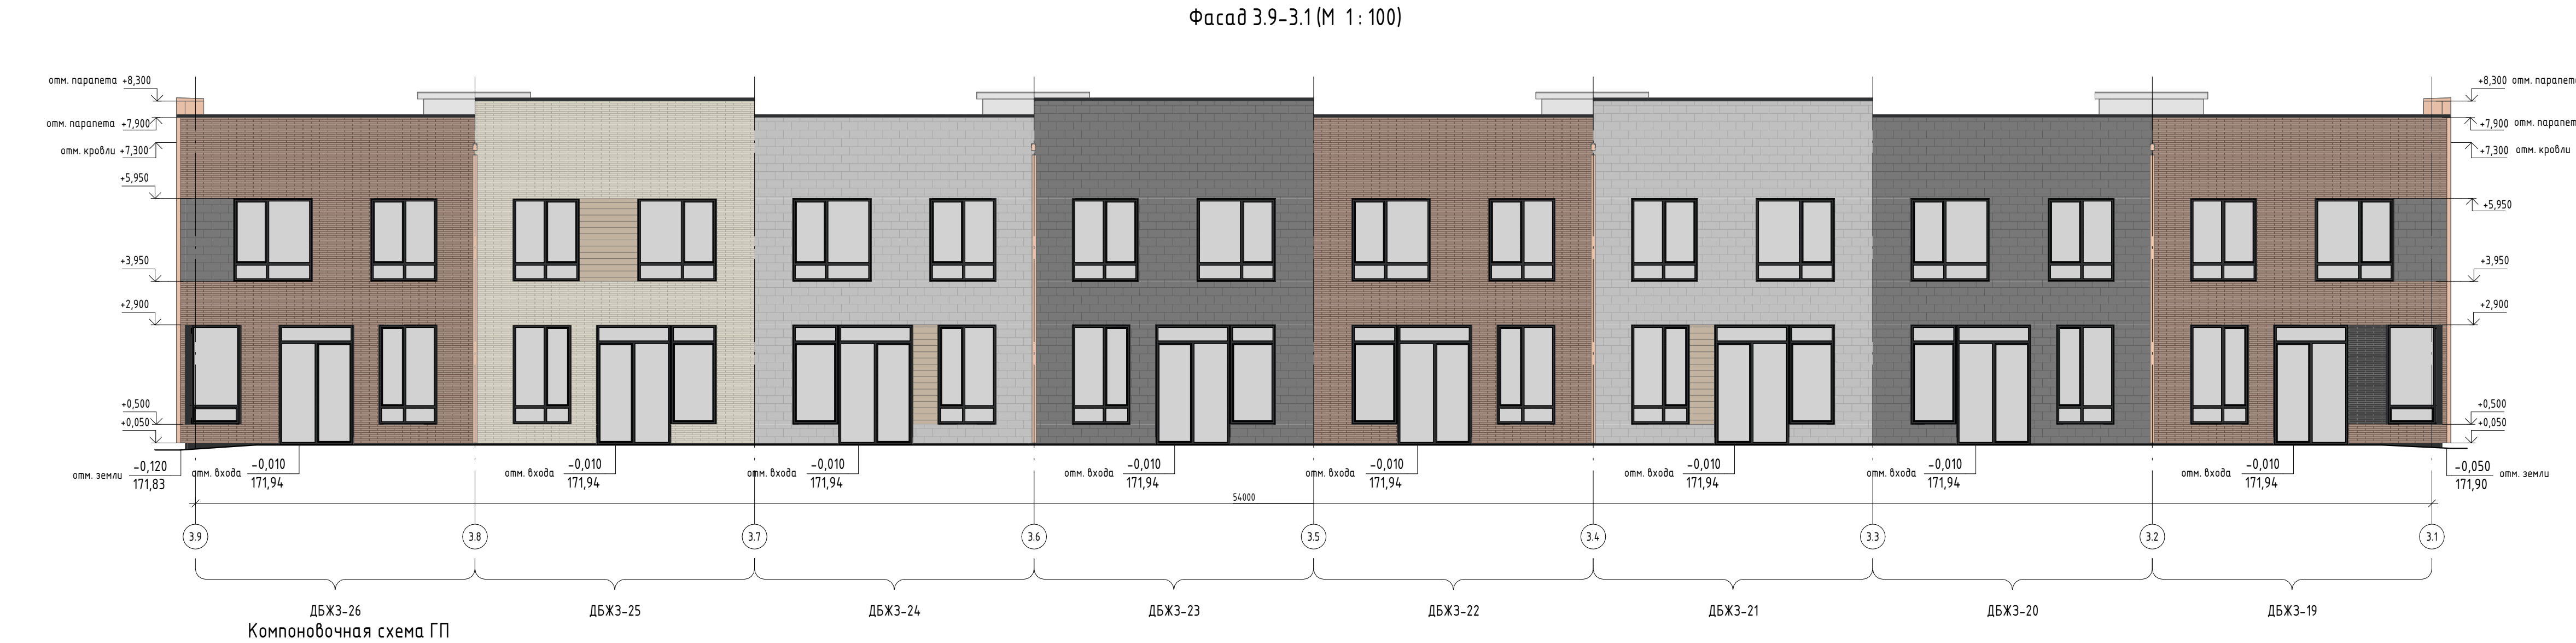 Фасад 3.9-3.1 (М 1 : 100)
отм. парапета +8,300
отм. парапета +7,900
отм. кровли +7,300
+5,950
+3,950
+2,900
+0,500
+0,050
+8,300 отм. парапета
+7,900 отм. парапет
+7,300 отм. кровли
+5,950
+3,950
+2,900
+0,500
+0,050
отм. земли -0,120 171,83
отм. входа -0,010 171,94
отм. входа -0,010 171,94
отм. входа -0,010 171,94
отм. входа -0,010 171,94
отм. входа -0,010 171,94
отм. входа -0,010 171,94
отм. входа -0,010 171,94
отм. входа -0,010 171,94
-0,050 171,90 отм. земли
54000
3.9 3.8 3.7 3.6 3.5 3.4 3.3 3.2 3.1
ДБЖЗ-26 ДБЖЗ-25 ДБЖЗ-24 ДБЖЗ-23 ДБЖЗ-22 ДБЖЗ-21 ДБЖЗ-20 ДБЖЗ-19
Компоновочная схема ГП